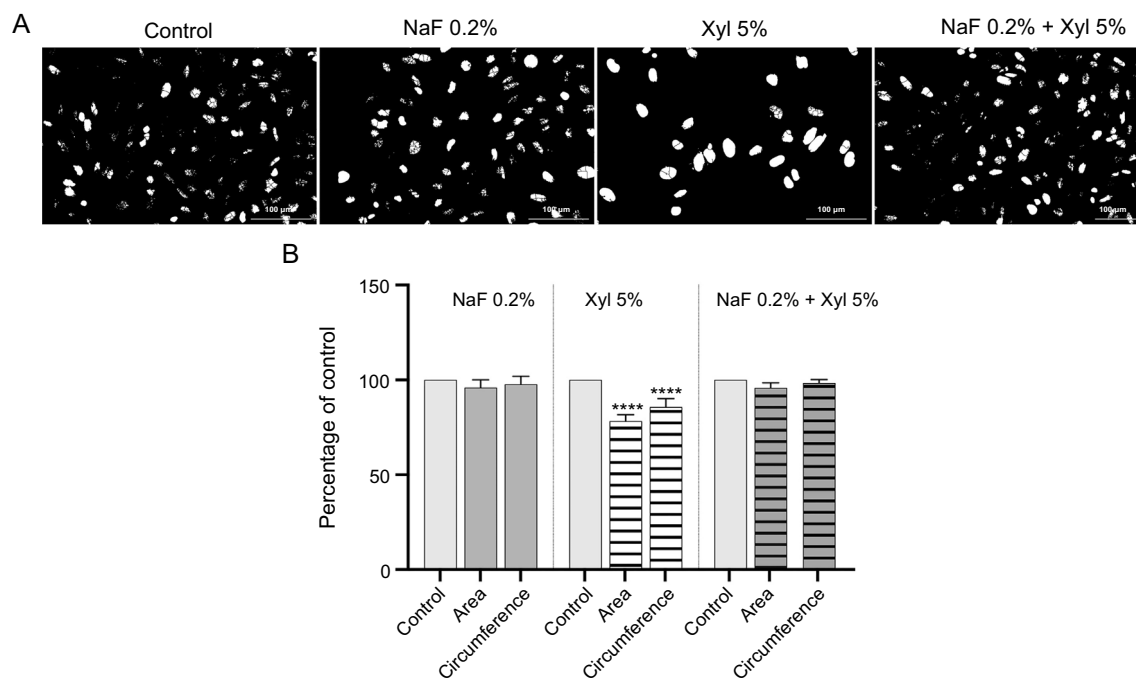 A
Control
NaF 0.2%
Xyl 5%
NaF 0.2% + Xyl 5%
100 µm
100 µm
100 µm
100 µm
B
Percentage of control
150
100
50
0
NaF 0.2%
Xyl 5%
NaF 0.2% + Xyl 5%
****
****
Control
Area
Circumference
Control
Area
Circumference
Control
Area
Circumference